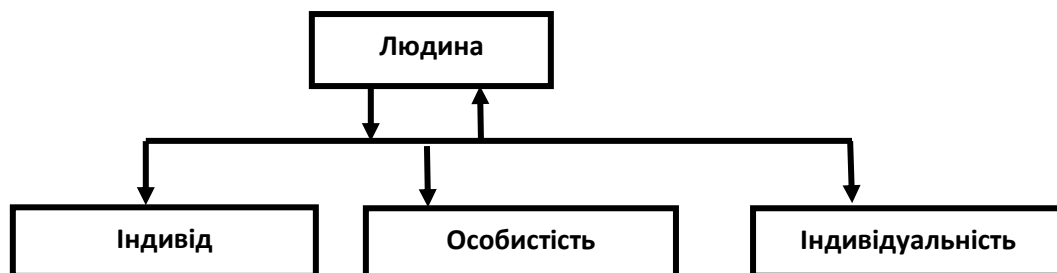 Людина
Індивід
Особистість
Індивідуальність